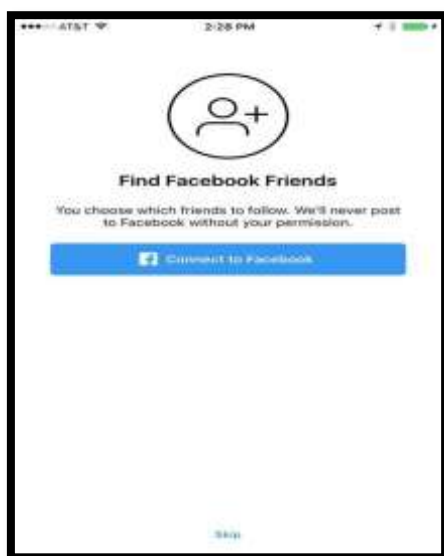 AT&T 2:28 PM
Find Facebook Friends
You choose which friends to follow. We'll never post
to Facebook without your permission.
Connect to Facebook
Skip